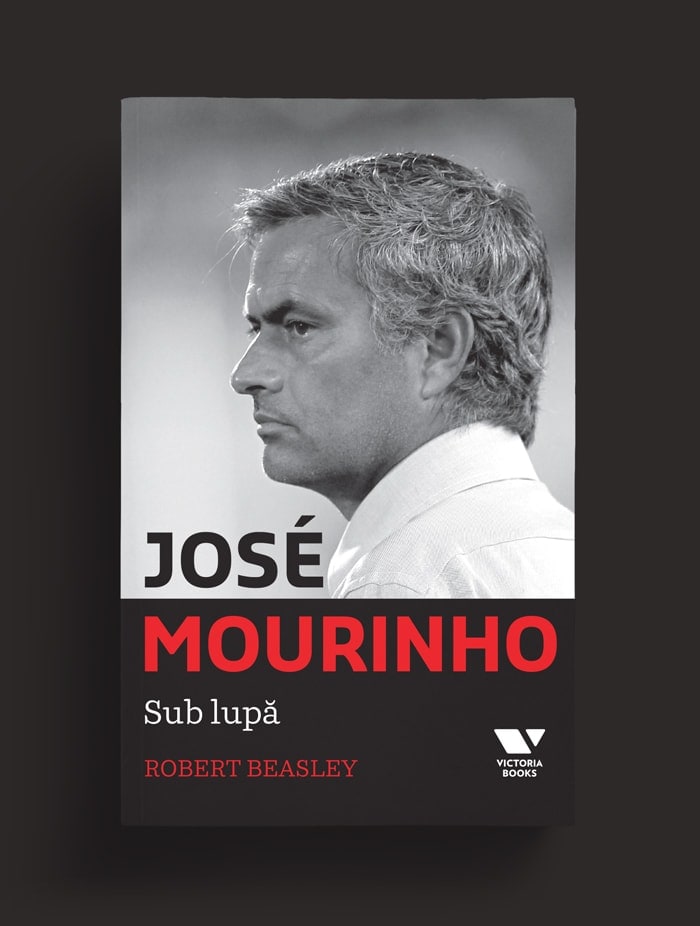 JOSÉ
MOURINHO
Sub lupă
ROBERT BEASLEY
VICTORIA
BOOKS